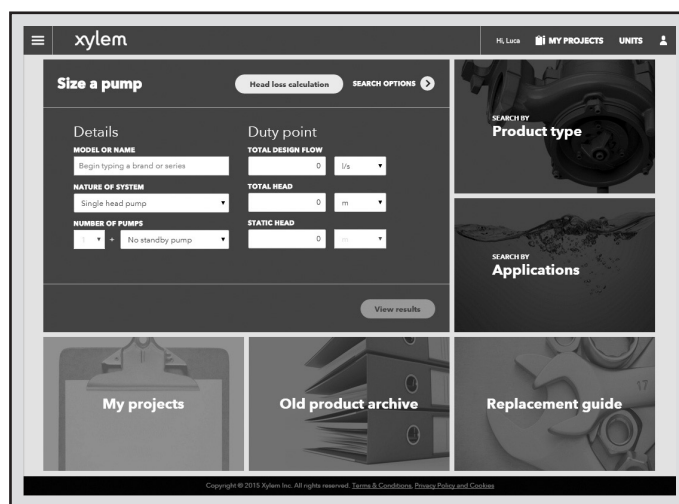 xylem
Hi, Luca MY PROJECTS UNITS
Size a pump
Head loss calculation
SEARCH OPTIONS
Details
MODEL OR NAME
Begin typing a brand or series
NATURE OF SYSTEM
Single head pump
NUMBER OF PUMPS
1 + No standby pump
Duty point
TOTAL DESIGN FLOW
0 l/s
TOTAL HEAD
0 m
STATIC HEAD
0 m
View results
SEARCH BY
Product type
SEARCH BY
Applications
My projects
Old product archive
Replacement guide
17
Copyright © 2015 Xylem Inc. All rights reserved. Terms & Conditions, Privacy Policy and Cookies